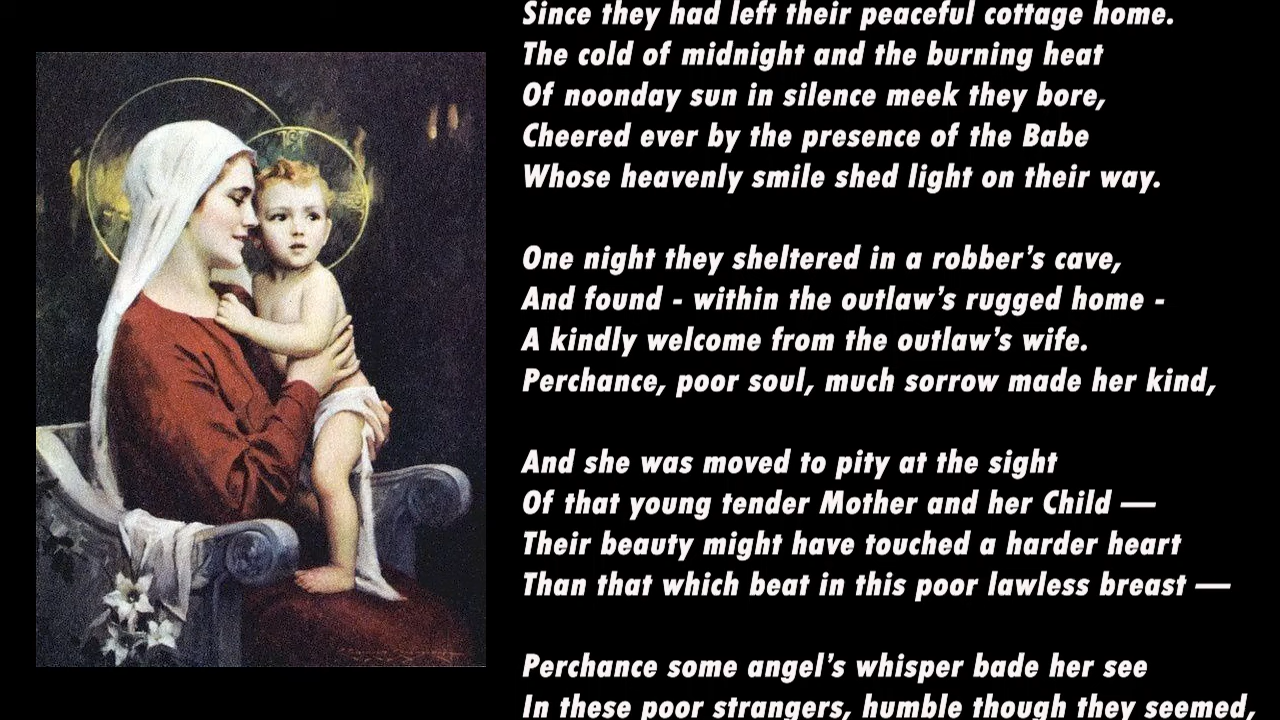 Since they had left their peaceful cottage home.
The cold of midnight and the burning heat
Of noonday sun in silence meek they bore,
Cheered ever by the presence of the Babe
Whose heavenly smile shed light on their way.
One night they sheltered in a robber’s cave,
And found - within the outlaw’s rugged home -
A kindly welcome from the outlaw’s wife.
Perchance, poor soul, much sorrow made her kind,
And she was moved to pity at the sight
Of that young tender Mother and her Child —
Their beauty might have touched a harder heart
Than that which beat in this poor lawless breast —
Perchance some angel’s whisper bade her see
In these poor strangers, humble though they seemed,